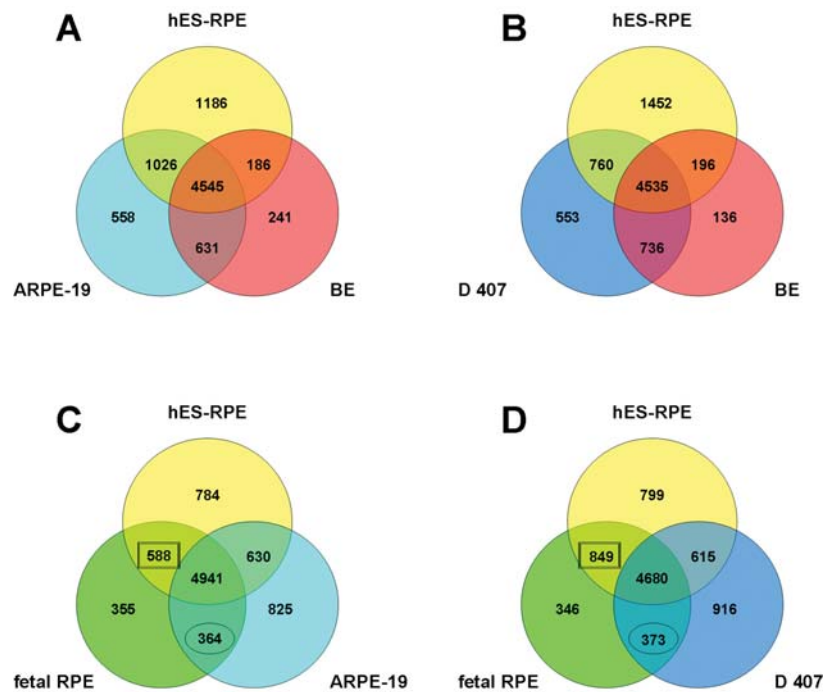 A
hES-RPE
1186
1026
186
4545
558
241
631
ARPE-19
BE
B
hES-RPE
1452
760
196
4535
553
136
736
D 407
BE
C
hES-RPE
784
588
630
4941
355
825
364
fetal RPE
ARPE-19
D
hES-RPE
799
849
615
4680
346
916
373
fetal RPE
D 407